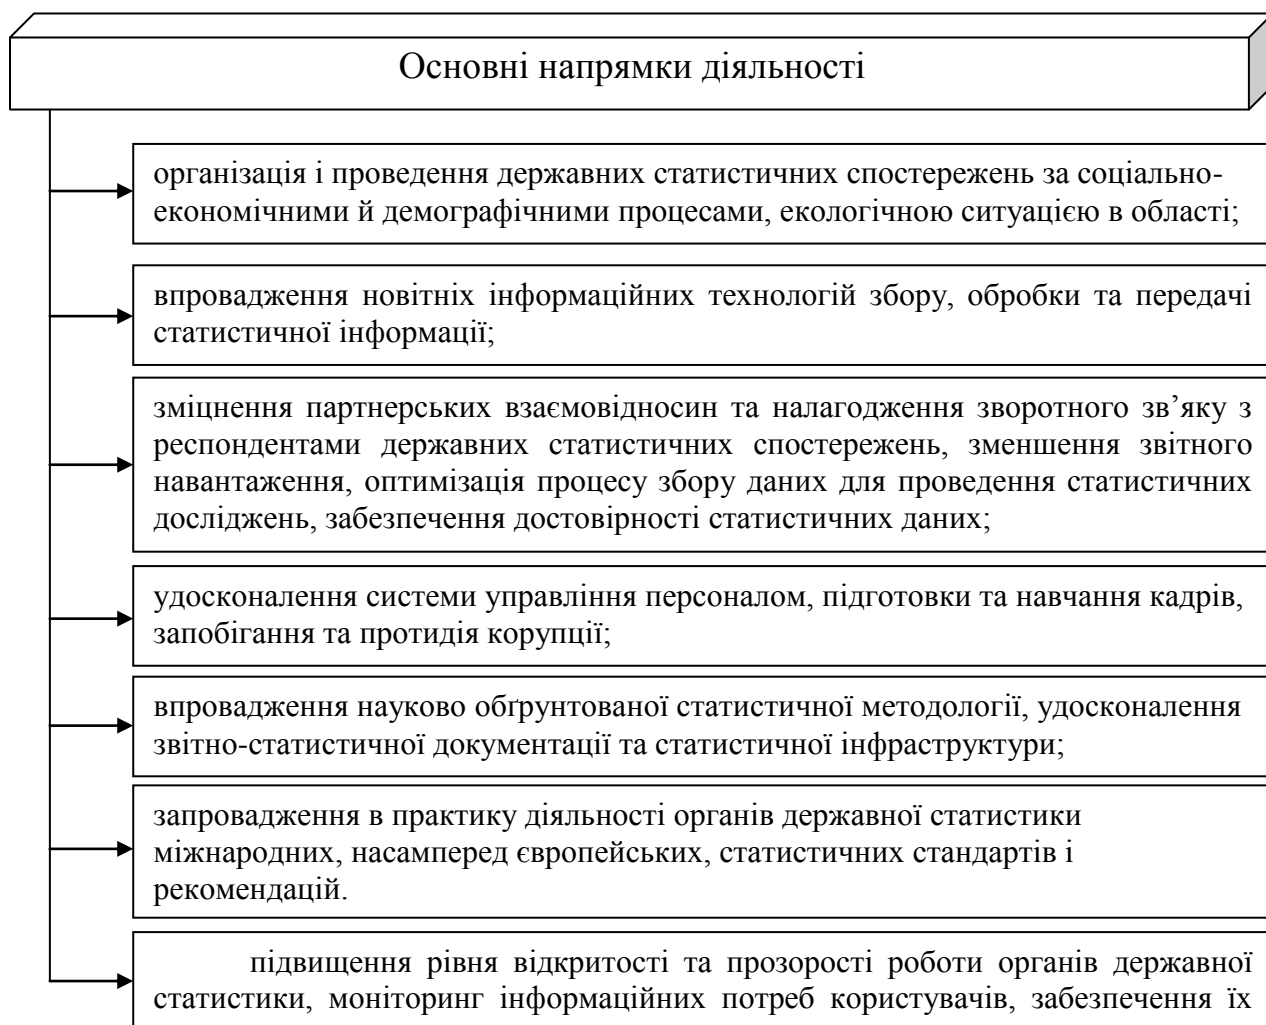 Основні напрямки діяльності
організація і проведення державних статистичних спостережень за соціально-
економічними й демографічними процесами, екологічною ситуацією в області;
впровадження новітніх інформаційних технологій збору, обробки та передачі
статистичної інформації;
зміцнення партнерських взаємовідносин та налагодження зворотного зв’язку з
респондентами державних статистичних спостережень, зменшення звітного
навантаження, оптимізація процесу збору даних для проведення статистичних
досліджень, забезпечення достовірності статистичних даних;
удосконалення системи управління персоналом, підготовки та навчання кадрів,
запобігання та протидія корупції;
впровадження науково обґрунтованої статистичної методології, удосконалення
звітно-статистичної документації та статистичної інфраструктури;
запровадження в практику діяльності органів державної статистики
міжнародних, насамперед європейських, статистичних стандартів і
рекомендацій.
підвищення рівня відкритості та прозорості роботи органів державної
статистики, моніторинг інформаційних потреб користувачів, забезпечення їх